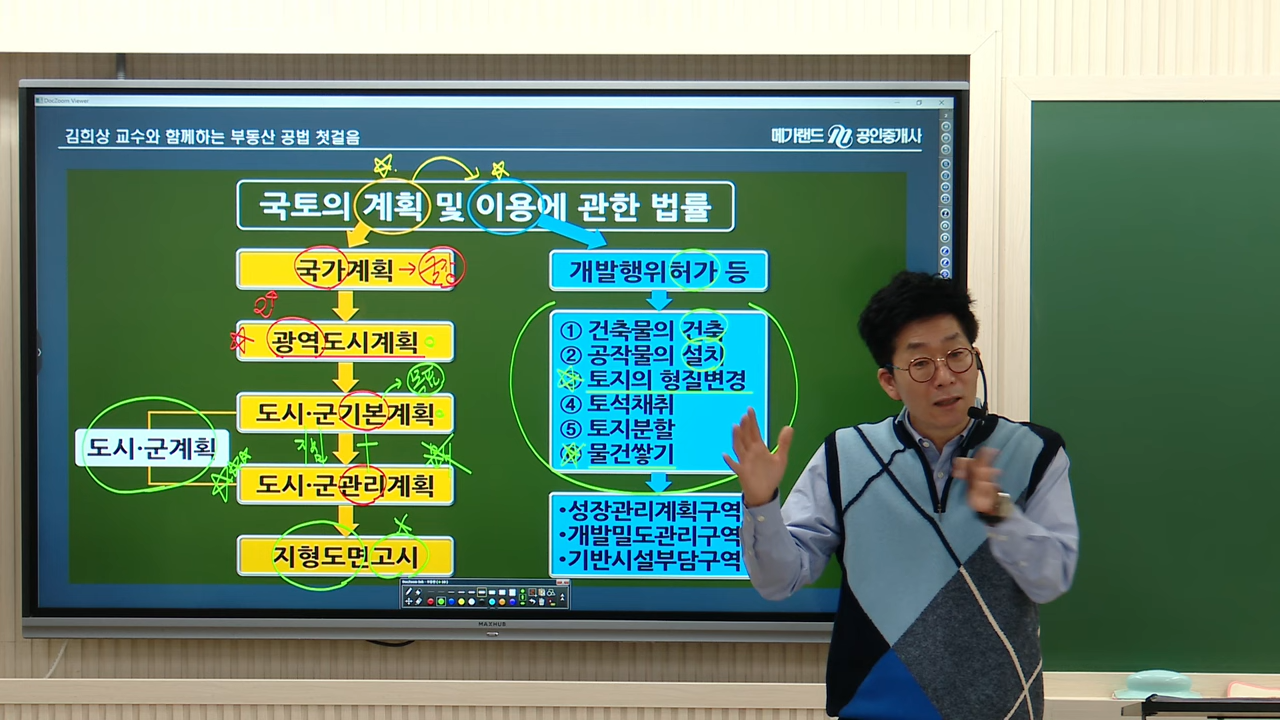 DocZoom Viewer
김희상 교수와 함께하는 부동산 공법 첫걸음
메가랜드 공인중개사
국토의 계획 및 이용에 관한 법률
국가계획
→국장
개발행위허가 등
광역도시계획
① 건축물의 건축
② 공작물의 설치
토지의 형질변경
④ 토석채취
⑤ 토지분할
물건쌓기
도시·군기본계획
도시·군계획
도시·군관리계획
지형도면고시
•성장관리계획구역
•개발밀도관리구역
•기반시설부담구역
MAXHUB